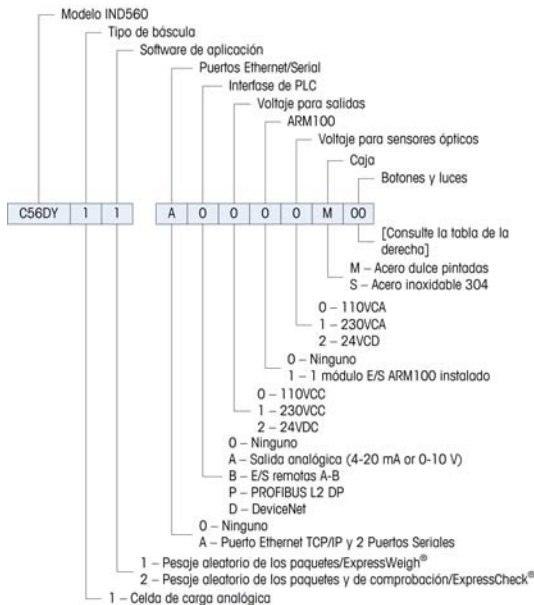 Modelo IND560
Tipo de báscula
Software de aplicación
Puertos Ethernet/Serial
Interfase de PLC
Voltaje para salidas
ARM100
Voltaje para sensores ópticos
Caja
Botones y luces
C56DY 1 1 A 0 0 0 0 M 00
[Consulte la tabla de la
derecha]
M – Acero dulce pintadas
S – Acero inoxidable 304
0 – 110VCA
1 – 230VCA
2 – 24VCD
0 – Ninguno
1 – 1 módulo E/S ARM100 instalado
0 – 110VCC
1 – 230VCC
2 – 24VDC
0 – Ninguno
A – Salida analógica (4-20 mA or 0-10 V)
B – E/S remotas A-B
P – PROFIBUS L2 DP
D – DeviceNet
0 – Ninguno
A – Puerto Ethernet TCP/IP y 2 Puertos Seriales
1 – Pesaje aleatorio de los paquetes/ExpressWeigh®
2 – Pesaje aleatorio de los paquetes y de comprobación/ExpressCheck®
1 – Celda de carga analógica